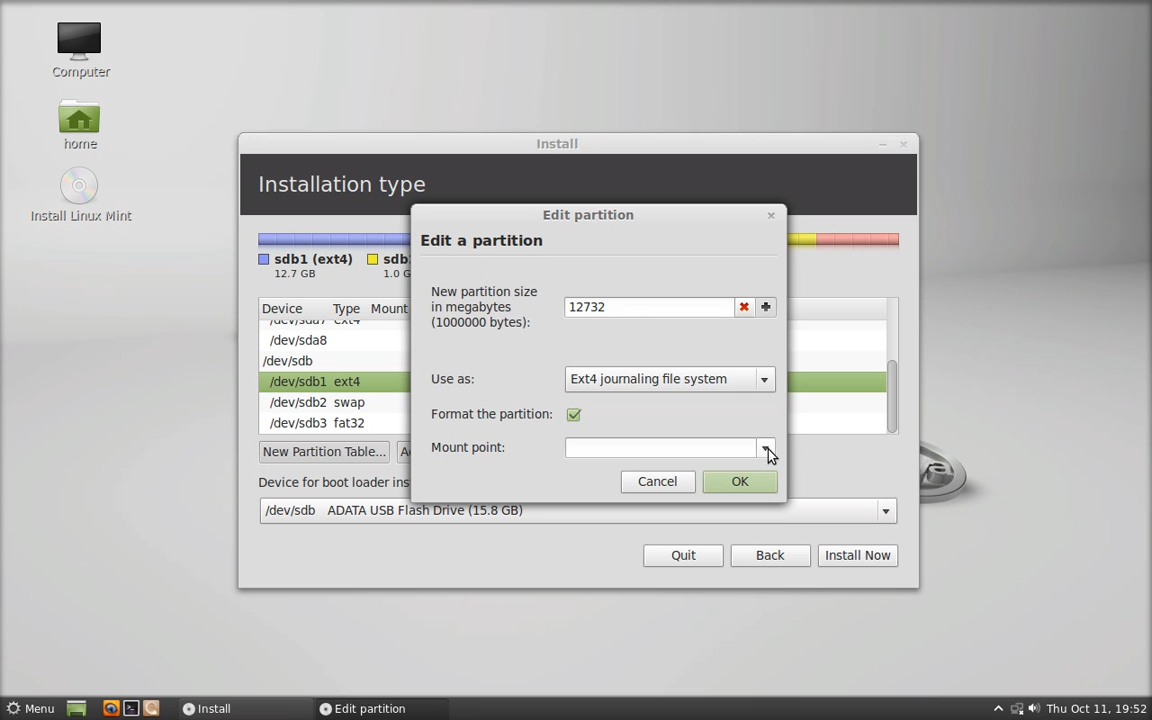 Computer
home
Install Linux Mint
Install
Installation type
sdb1 (ext4)
12.7 GB
sdb
1.0 G
Device Type Mount
/dev/sda7 ext4
/dev/sda8
/dev/sdb
/dev/sdb1 ext4
/dev/sdb2 swap
/dev/sdb3 fat32
New Partition Table... A
Device for boot loader ins
/dev/sdb ADATA USB Flash Drive (15.8 GB)
Quit Back Install Now
Edit partition
Edit a partition
New partition size
in megabytes
(1000000 bytes):
12732
Use as: Ext4 journaling file system
Format the partition:
Mount point:
Cancel OK
Menu Install Edit partition Thu Oct 11, 19:52